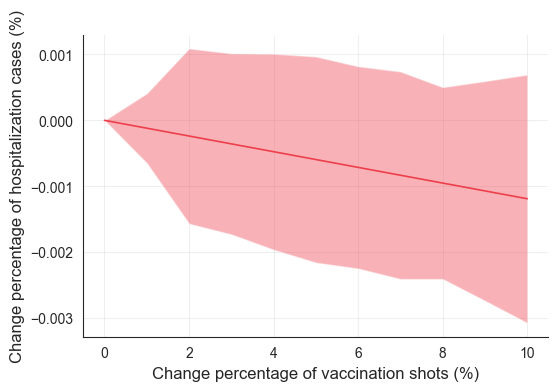 Change percentage of hospitalization cases (%)
0.001
0.000
−0.001
−0.002
−0.003
0 2 4 6 8 10
Change percentage of vaccination shots (%)